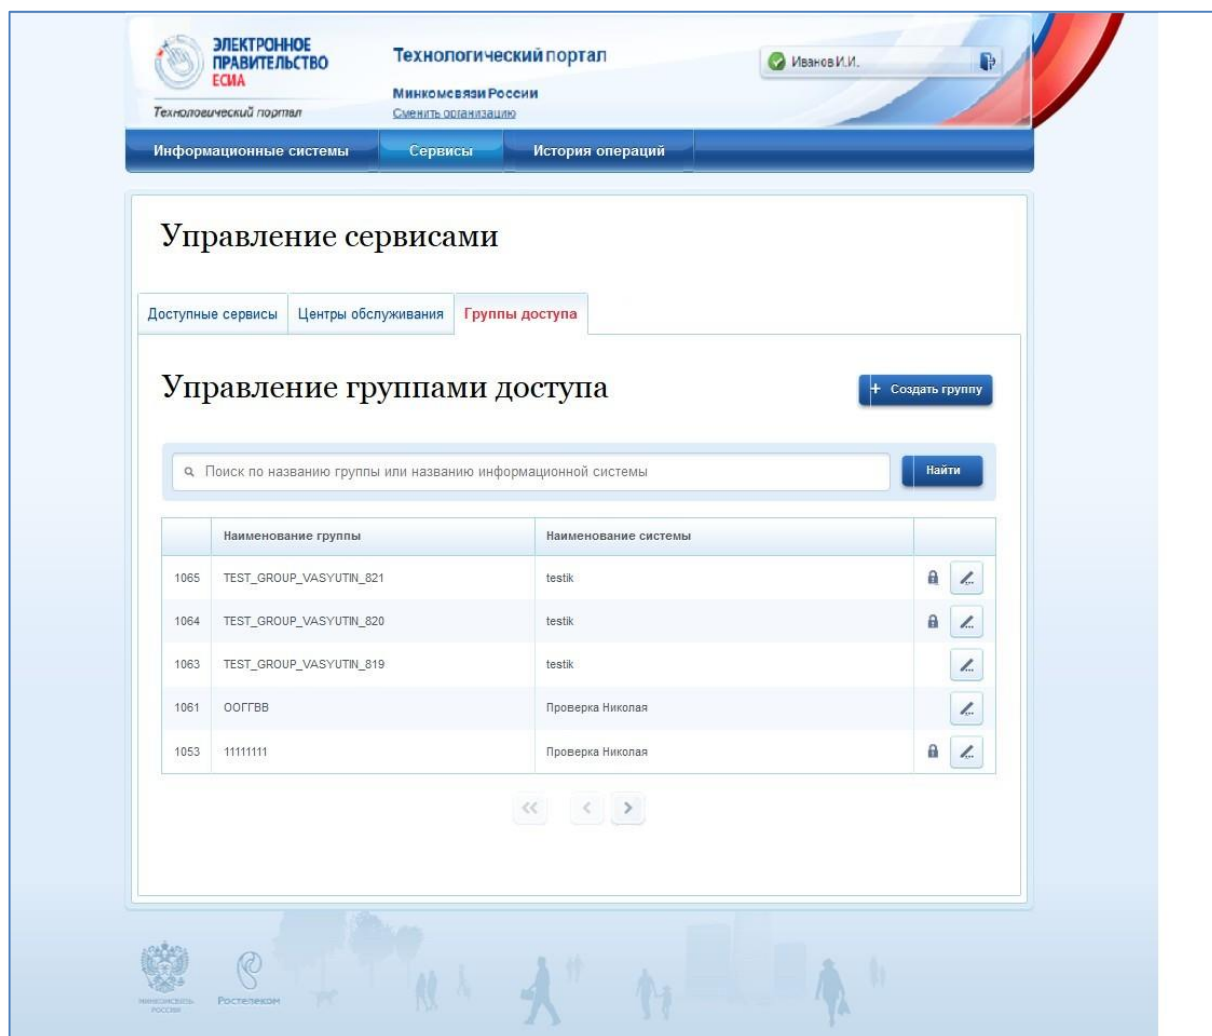 ЭЛЕКТРОННОЕ
ПРАВИТЕЛЬСТВО
ЕСИА
Технологический портал
Технологический портал
Минкомсвязи России
Сменить организацию
Иванов И.И.
Информационные системы Сервисы История операций
Управление сервисами
Доступные сервисы Центры обслуживания Группы доступа
Управление группами доступа
+ Создать группу
Поиск по названию группы или названию информационной системы
Найти
Наименование группы Наименование системы
1065 TEST_GROUP_VASYUTIN_821 testik
1064 TEST_GROUP_VASYUTIN_820 testik
1063 TEST_GROUP_VASYUTIN_819 testik
1061 ООГГВВ Проверка Николая
1053 11111111 Проверка Николая
МИНКОМСВЯЗЬ
РОССИИ
Ростелеком